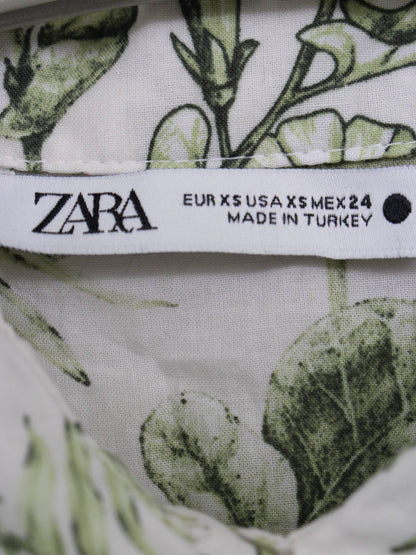 ZARA
EUR XS USA XS MEX 24
MADE IN TURKEY